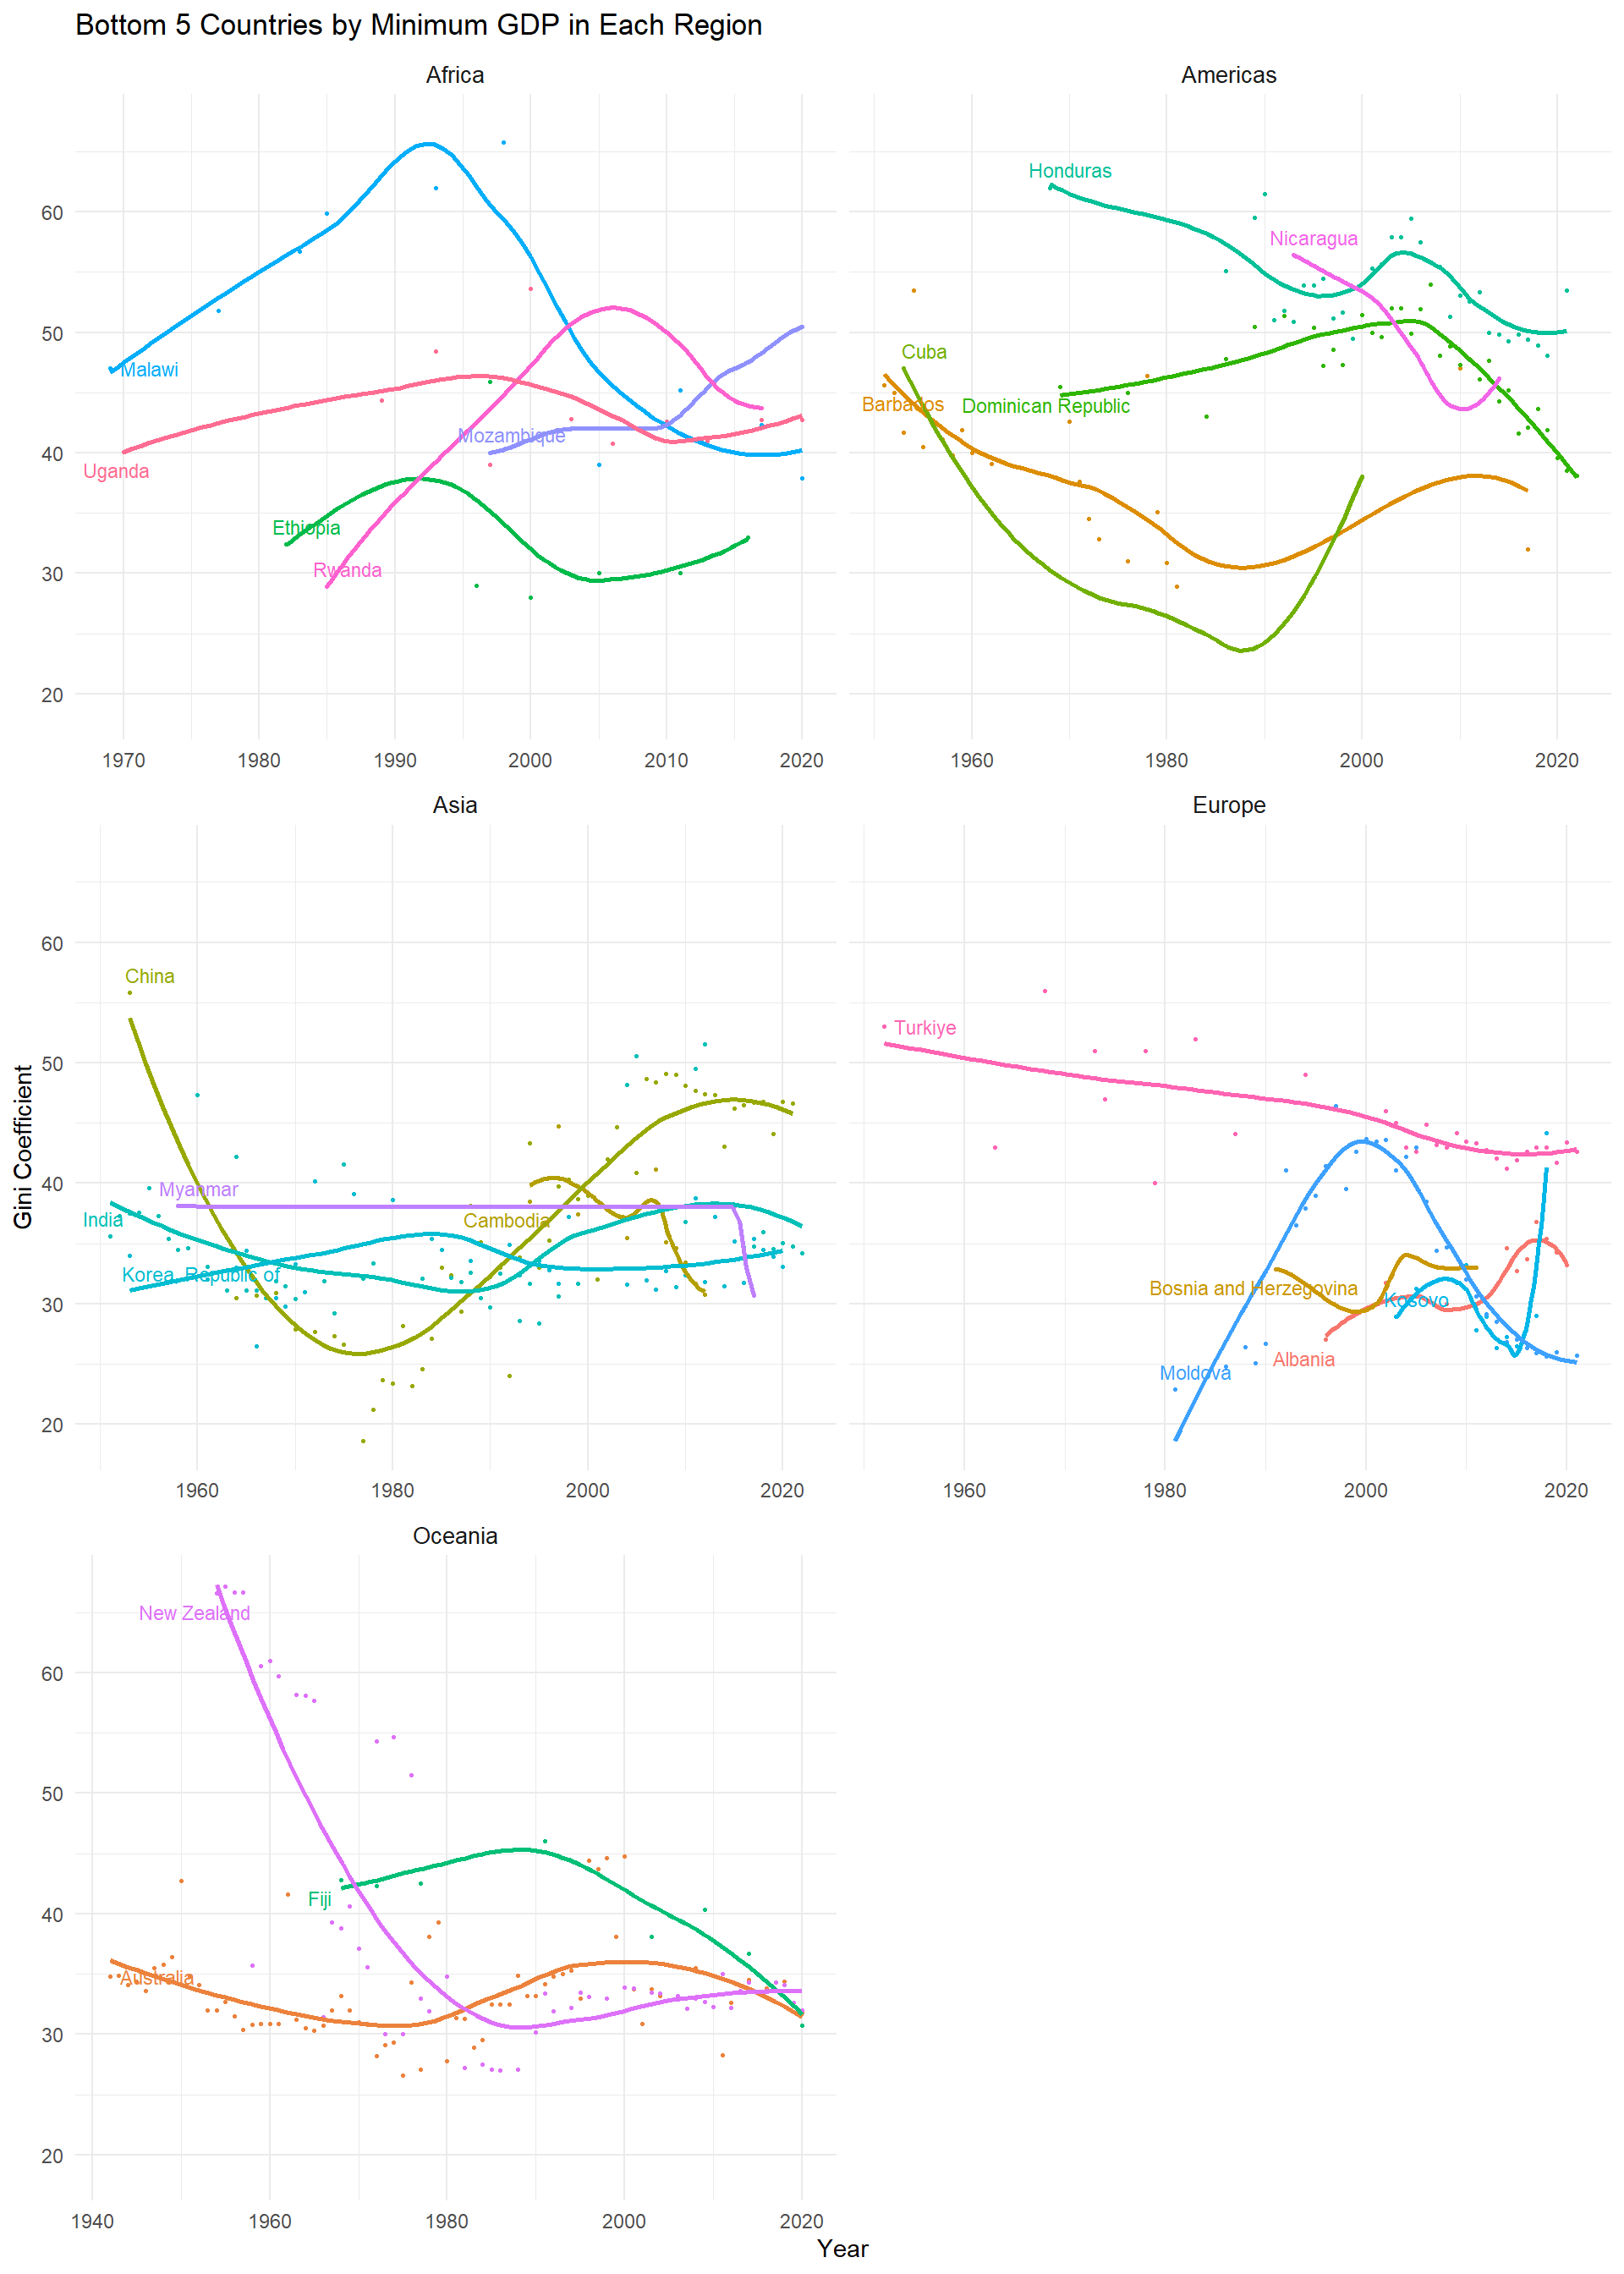 Bottom 5 Countries by Minimum GDP in Each Region
Africa
Americas
60
50
40
30
20
Malawi
Uganda
Mozambique
Ethiopia
Rwanda
Honduras
Nicaragua
Cuba
Barbados
Dominican Republic
1970
1980
1990
2000
2010
2020
1960
1980
2000
2020
Asia
Europe
60
50
40
30
20
Gini Coefficient
China
Myanmar
India
Cambodia
Korea, Republic of
Turkiye
Bosnia and Herzegovina
Kosovo
Albania
Moldova
1960
1980
2000
2020
1960
1980
2000
2020
Oceania
60
50
40
30
20
New Zealand
Fiji
Australia
1940
1960
1980
2000
2020
Year